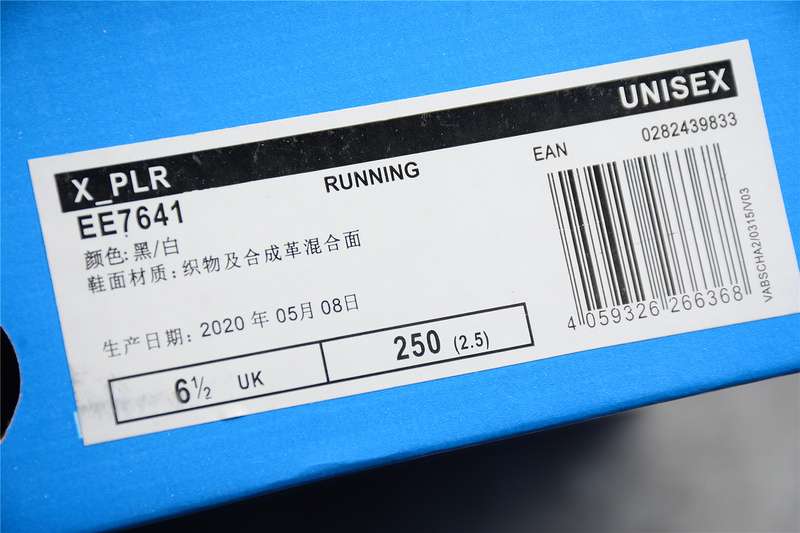 UNISEX
X_PLR
RUNNING
EAN
0282439833
EE7641
颜色: 黑/白
鞋面材质: 织物及合成革混合面
生产日期: 2020 年 05月 08日
6½ UK
250 (2.5)
4 059326 266368
VABSCHA2/0315/V03